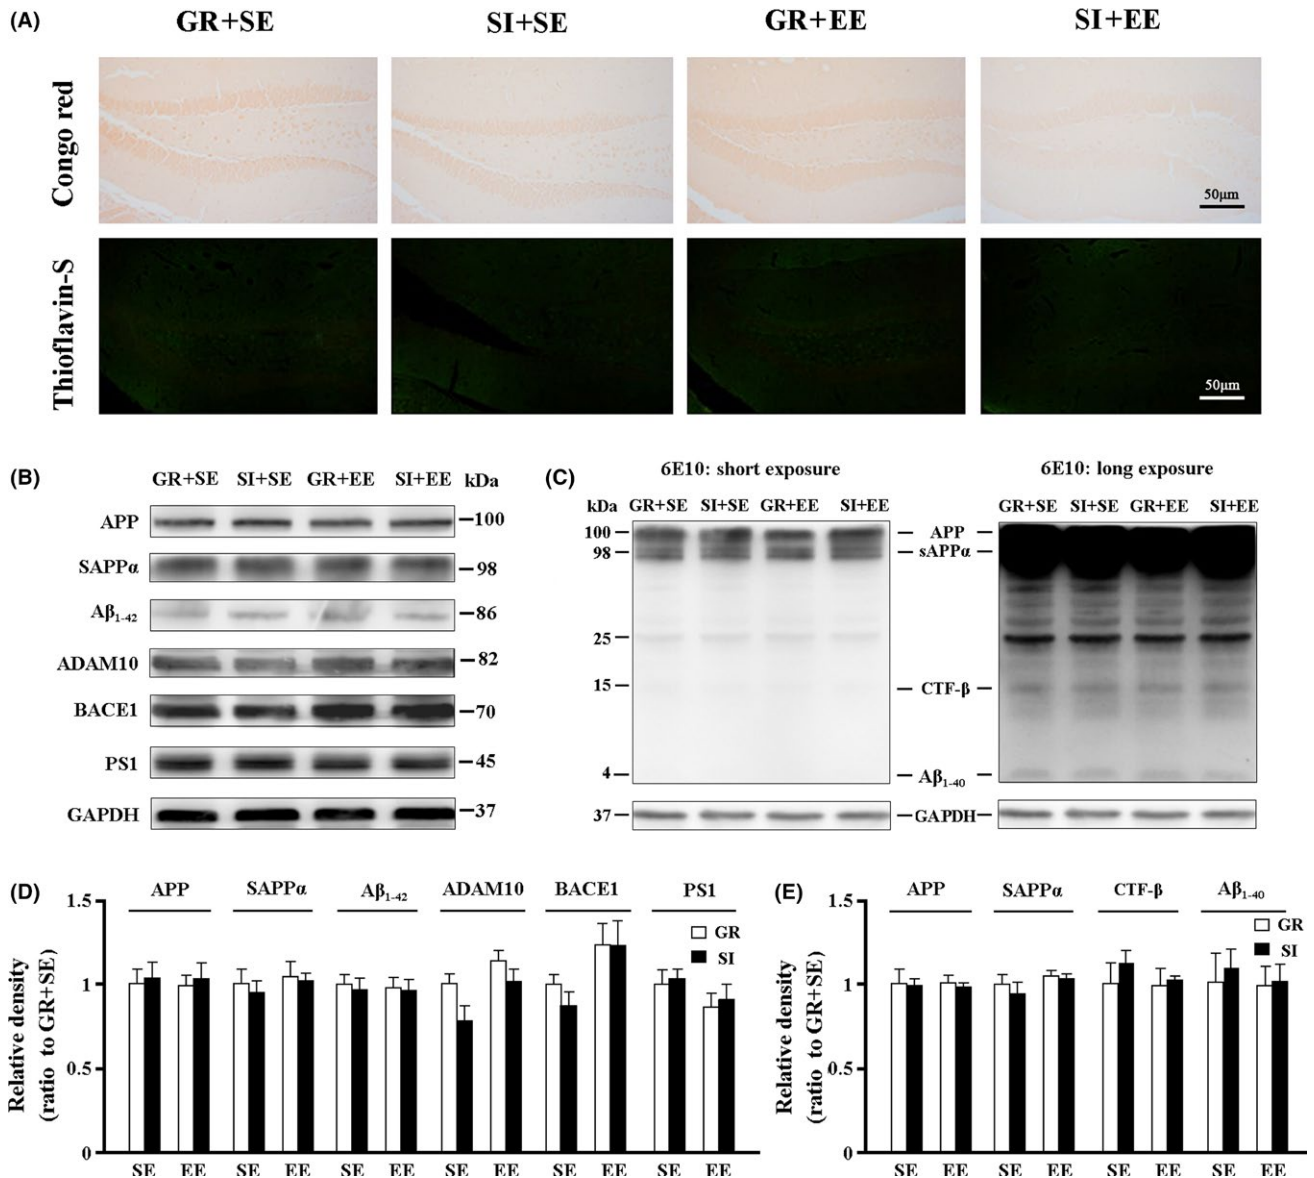 (A)
GR+SE SI+SE GR+EE SI+EE
Congo red
50μm
Thioflavin-S
50μm
(B)
GR+SE SI+SE GR+EE SI+EE kDa
APP 100
SAPPα 98
Aβ1-42 86
ADAM10 82
BACE1 70
PS1 45
GAPDH 37
(C)
6E10: short exposure 6E10: long exposure
kDa GR+SE SI+SE GR+EE SI+EE GR+SE SI+SE GR+EE SI+EE
100 APP
98 sAPPα
25
15 CTF-β
4 Aβ1-40
37 GAPDH
(D)
APP SAPPα Aβ1-42 ADAM10 BACE1 PS1
GR
SI
Relative density
(ratio to GR+SE)
1.5
1
0.5
0
SE EE SE EE SE EE SE EE SE EE SE EE
(E)
APP SAPPα CTF-β Aβ1-40
GR
SI
Relative density
(ratio to GR+SE)
1.5
1
0.5
0
SE EE SE EE SE EE SE EE